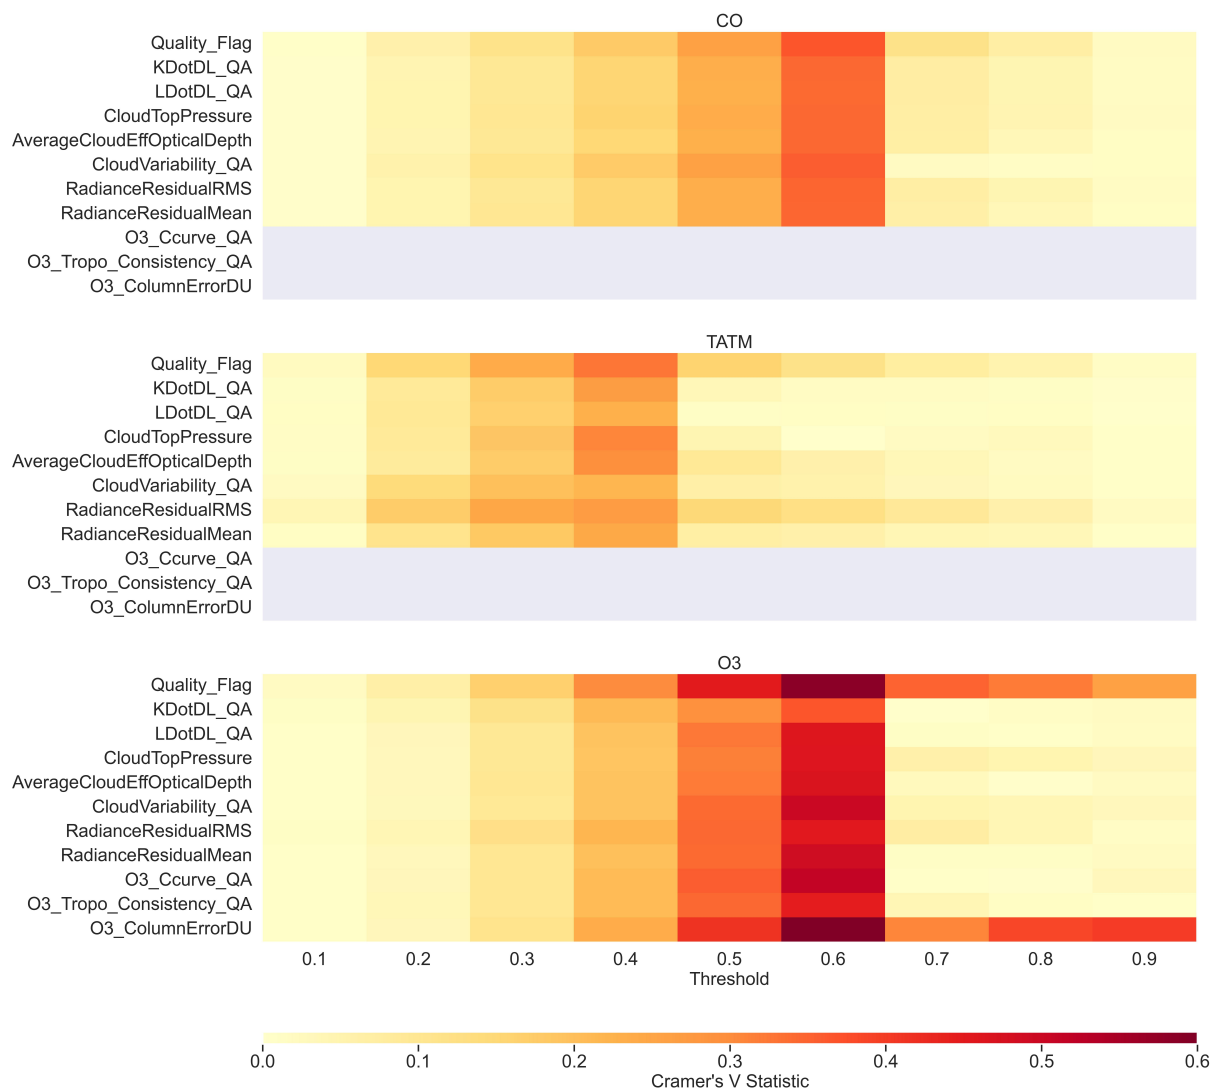 CO
Quality_Flag
KDotDL_QA
LDotDL_QA
CloudTopPressure
AverageCloudEffOpticalDepth
CloudVariability_QA
RadianceResidualRMS
RadianceResidualMean
O3_Ccurve_QA
O3_Tropo_Consistency_QA
O3_ColumnErrorDU
TATM
Quality_Flag
KDotDL_QA
LDotDL_QA
CloudTopPressure
AverageCloudEffOpticalDepth
CloudVariability_QA
RadianceResidualRMS
RadianceResidualMean
O3_Ccurve_QA
O3_Tropo_Consistency_QA
O3_ColumnErrorDU
O3
Quality_Flag
KDotDL_QA
LDotDL_QA
CloudTopPressure
AverageCloudEffOpticalDepth
CloudVariability_QA
RadianceResidualRMS
RadianceResidualMean
O3_Ccurve_QA
O3_Tropo_Consistency_QA
O3_ColumnErrorDU
0.1 0.2 0.3 0.4 0.5 0.6 0.7 0.8 0.9
Threshold
0.0 0.1 0.2 0.3 0.4 0.5 0.6
Cramer's V Statistic